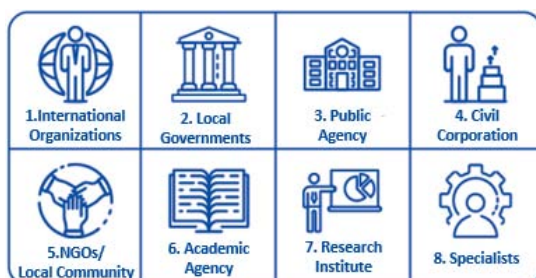 1.International
Organizations
2. Local
Governments
3. Public
Agency
4. Civil
Corporation
5.NGOs/
Local Community
6. Academic
Agency
7. Research
Institute
8. Specialists